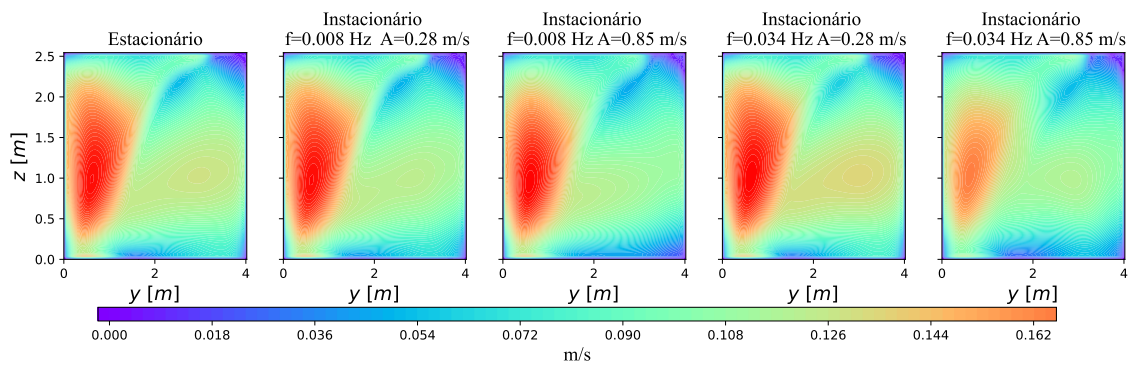 Estacionário
Instacionário
f=0.008 Hz  A=0.28 m/s
Instacionário
f=0.008 Hz A=0.85 m/s
Instacionário
f=0.034 Hz A=0.28 m/s
Instacionário
f=0.034 Hz A=0.85 m/s
z [m]
2.5
2.0
1.5
1.0
0.5
0.0
0 2 4
0 2 4
0 2 4
0 2 4
0 2 4
y [m]
y [m]
y [m]
y [m]
y [m]
0.000 0.018 0.036 0.054 0.072 0.090 0.108 0.126 0.144 0.162
m/s